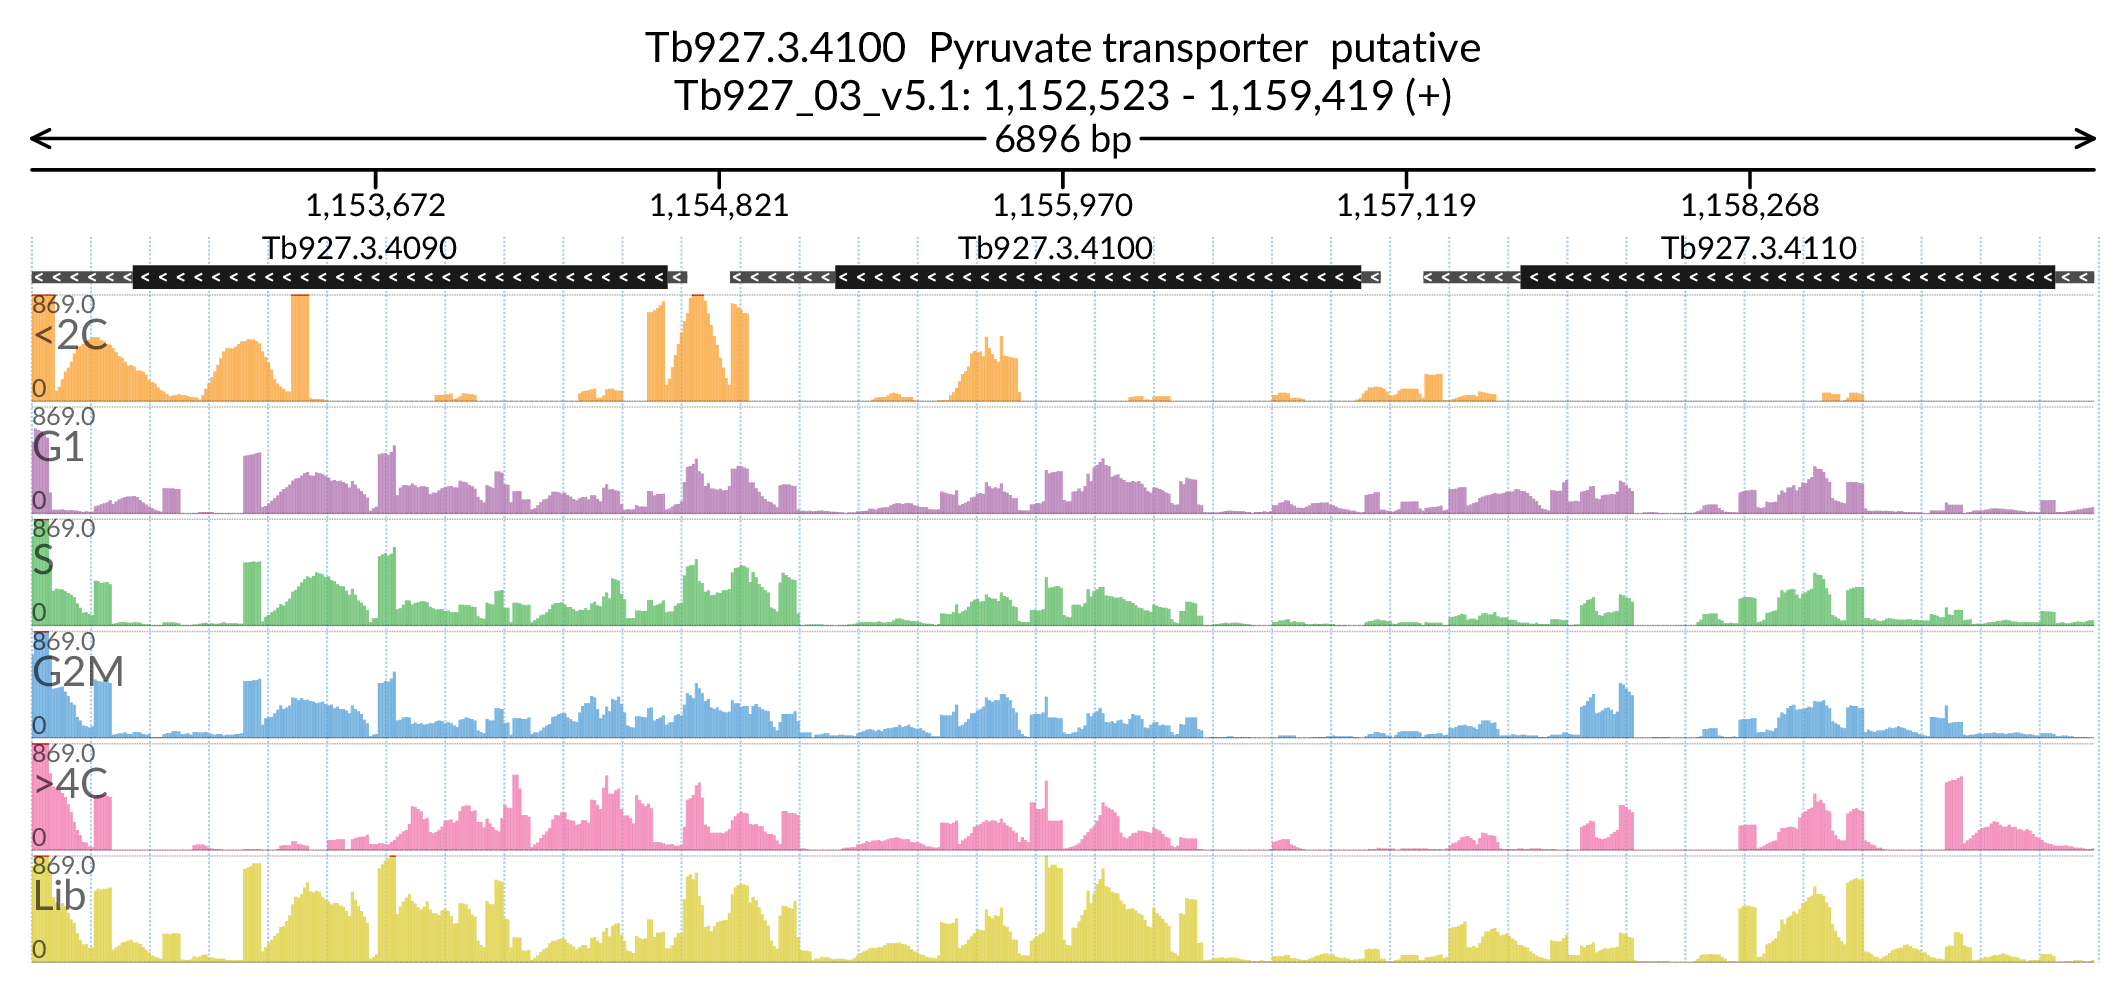 Tb927.3.4100 Pyruvate transporter putative
Tb927_03_v5.1: 1,152,523 - 1,159,419 (+)
6896 bp
1,153,672 1,154,821 1,155,970 1,157,119 1,158,268
Tb927.3.4090 Tb927.3.4100 Tb927.3.4110
869.0
<2C
0
869.0
G1
0
869.0
S
0
869.0
G2M
0
869.0
>4C
0
869.0
Lib
0